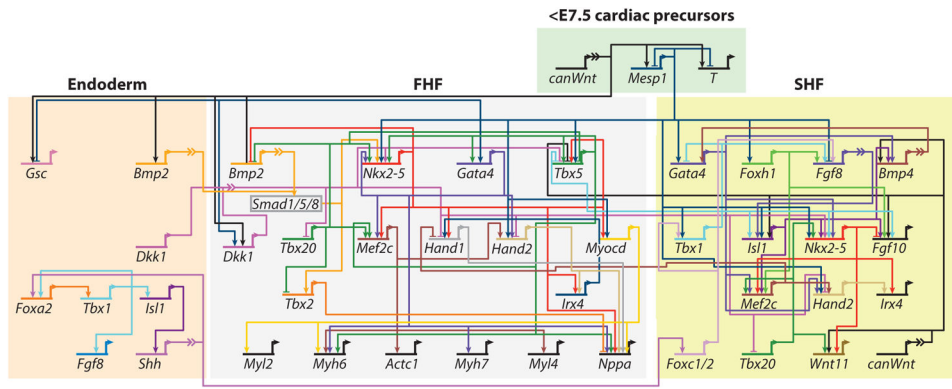 <E7.5 cardiac precursors
canWnt Mesp1 T
Endoderm FHF SHF
Gsc Bmp2 Bmp2 Nkx2-5 Gata4 Tbx5 Gata4 Foxh1 Fgf8 Bmp4
Smad1/5/8
Dkk1 Dkk1 Tbx20 Mef2c Hand1 Hand2 Myocd Tbx1 Isl1 Nkx2-5 Fgf10
Foxa2 Tbx1 Isl1 Tbx2 Irx4 Mef2c Hand2 Irx4
Fgf8 Shh Myl2 Myh6 Actc1 Myh7 Myl4 Nppa Foxc1/2 Tbx20 Wnt11 canWnt